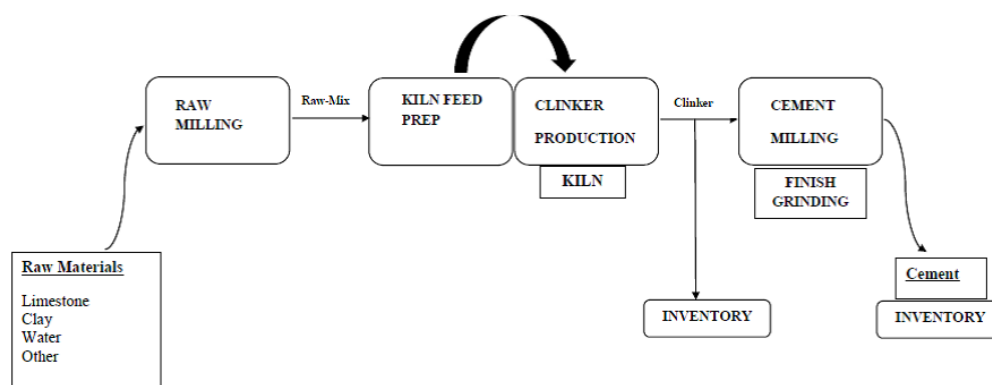 RAW
MILLING
Raw-Mix
KILN FEED
PREP
CLINKER
PRODUCTION
KILN
Clinker
CEMENT
MILLING
FINISH
GRINDING
Raw Materials
Limestone
Clay
Water
Other
INVENTORY
Cement
INVENTORY